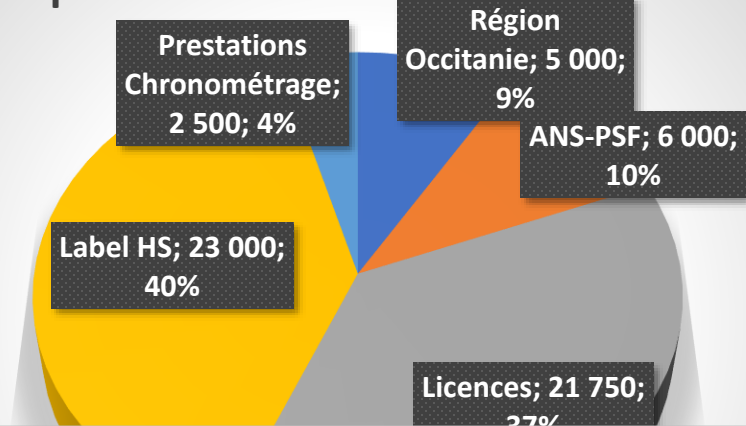 Prestations
Chronométrage;
2 500; 4%
Région
Occitanie; 5 000;
9%
ANS-PSF; 6 000;
10%
Label HS; 23 000;
40%
Licences; 21 750;
37%